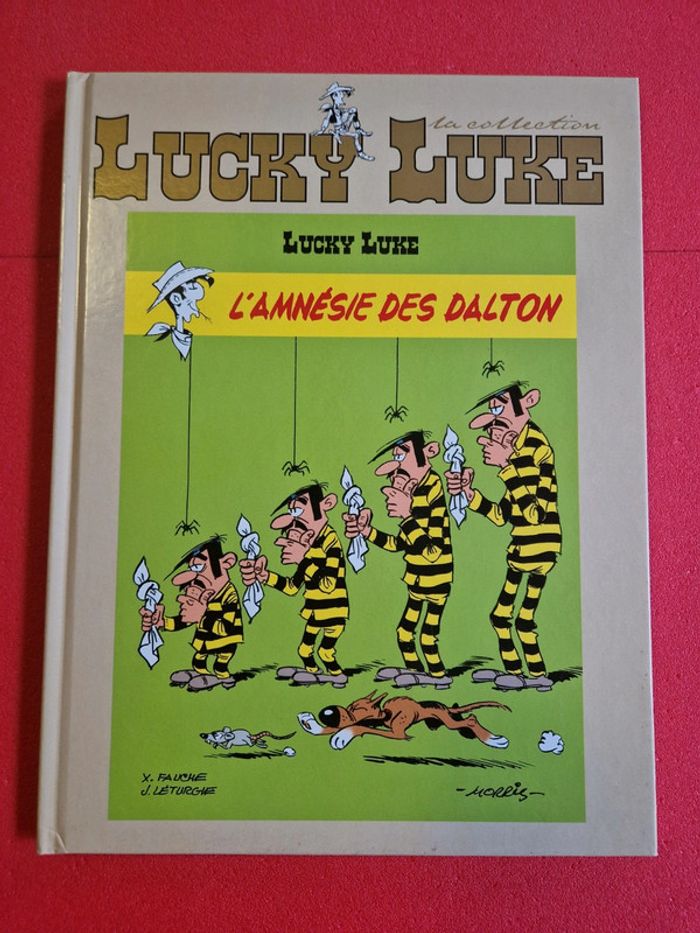 la collection
LUCKY LUKE
LUCKY LUKE
L'AMNÉSIE DES DALTON
X. FAUCHE
J. LÉTURGIE
-MORRIS-